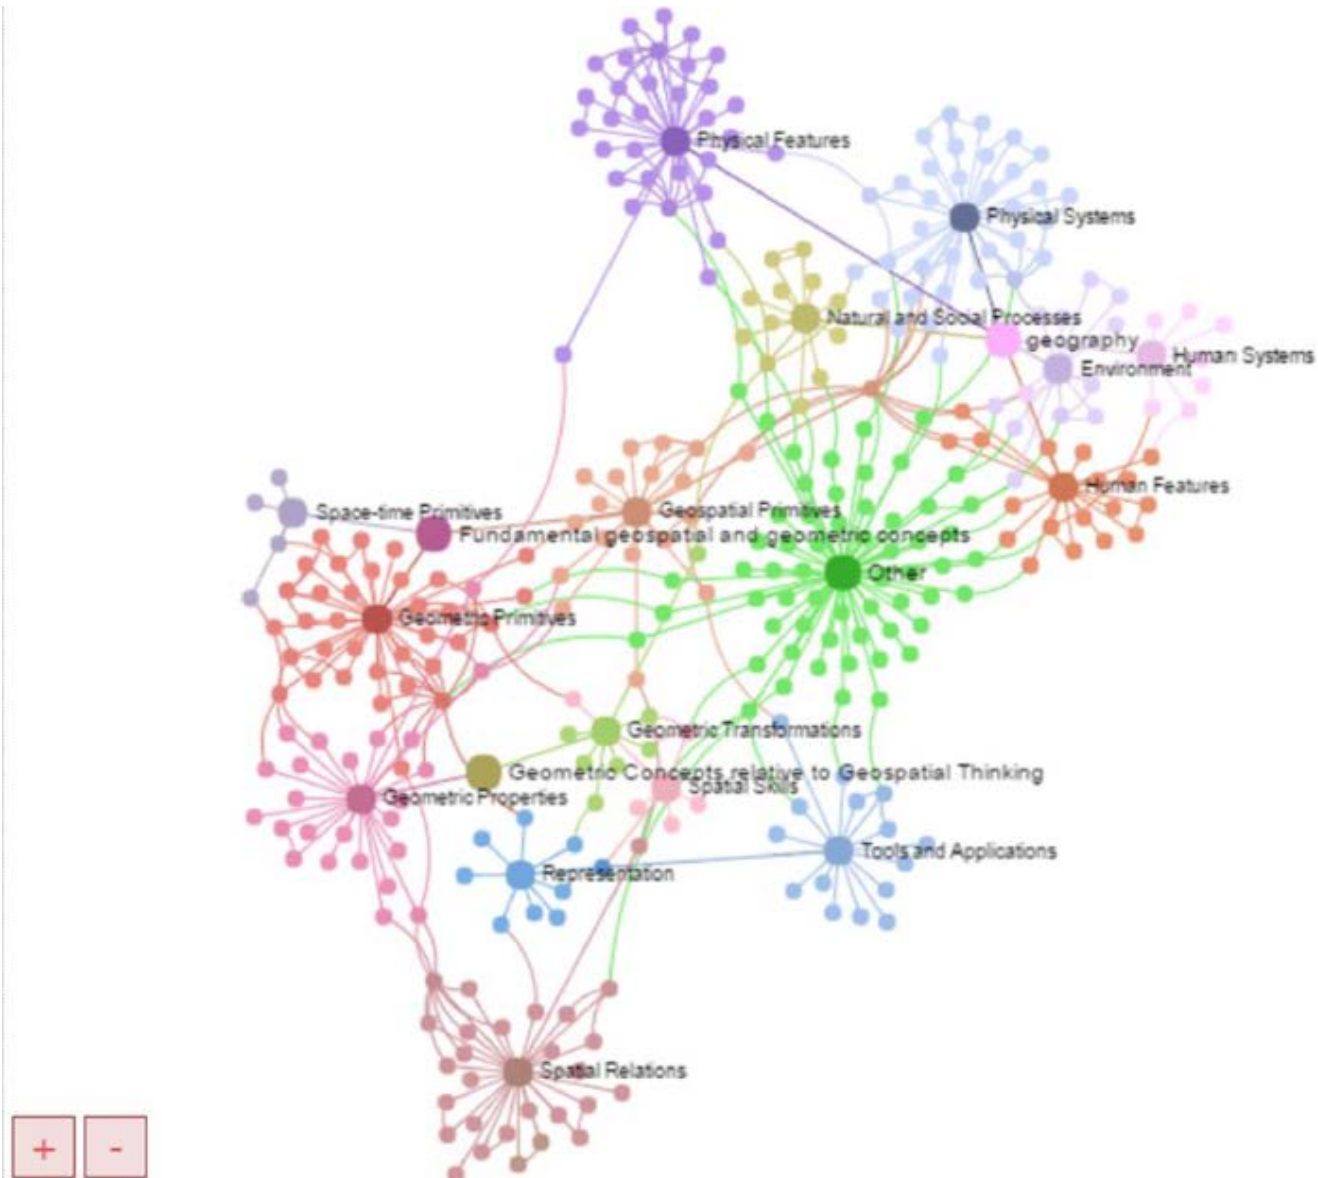 Physical Features
Physical Systems
Natural and Social Processes
geography
Human Systems
Environment
Human Features
Space-time Primitives
Geospatial Primitives
Fundamental geospatial and geometric concepts
Other
Geometric Primitives
Geometric Transformations
Geometric Concepts relative to Geospatial Thinking
Spatial Skills
Geometric Properties
Tools and Applications
Representation
Spatial Relations
+ -